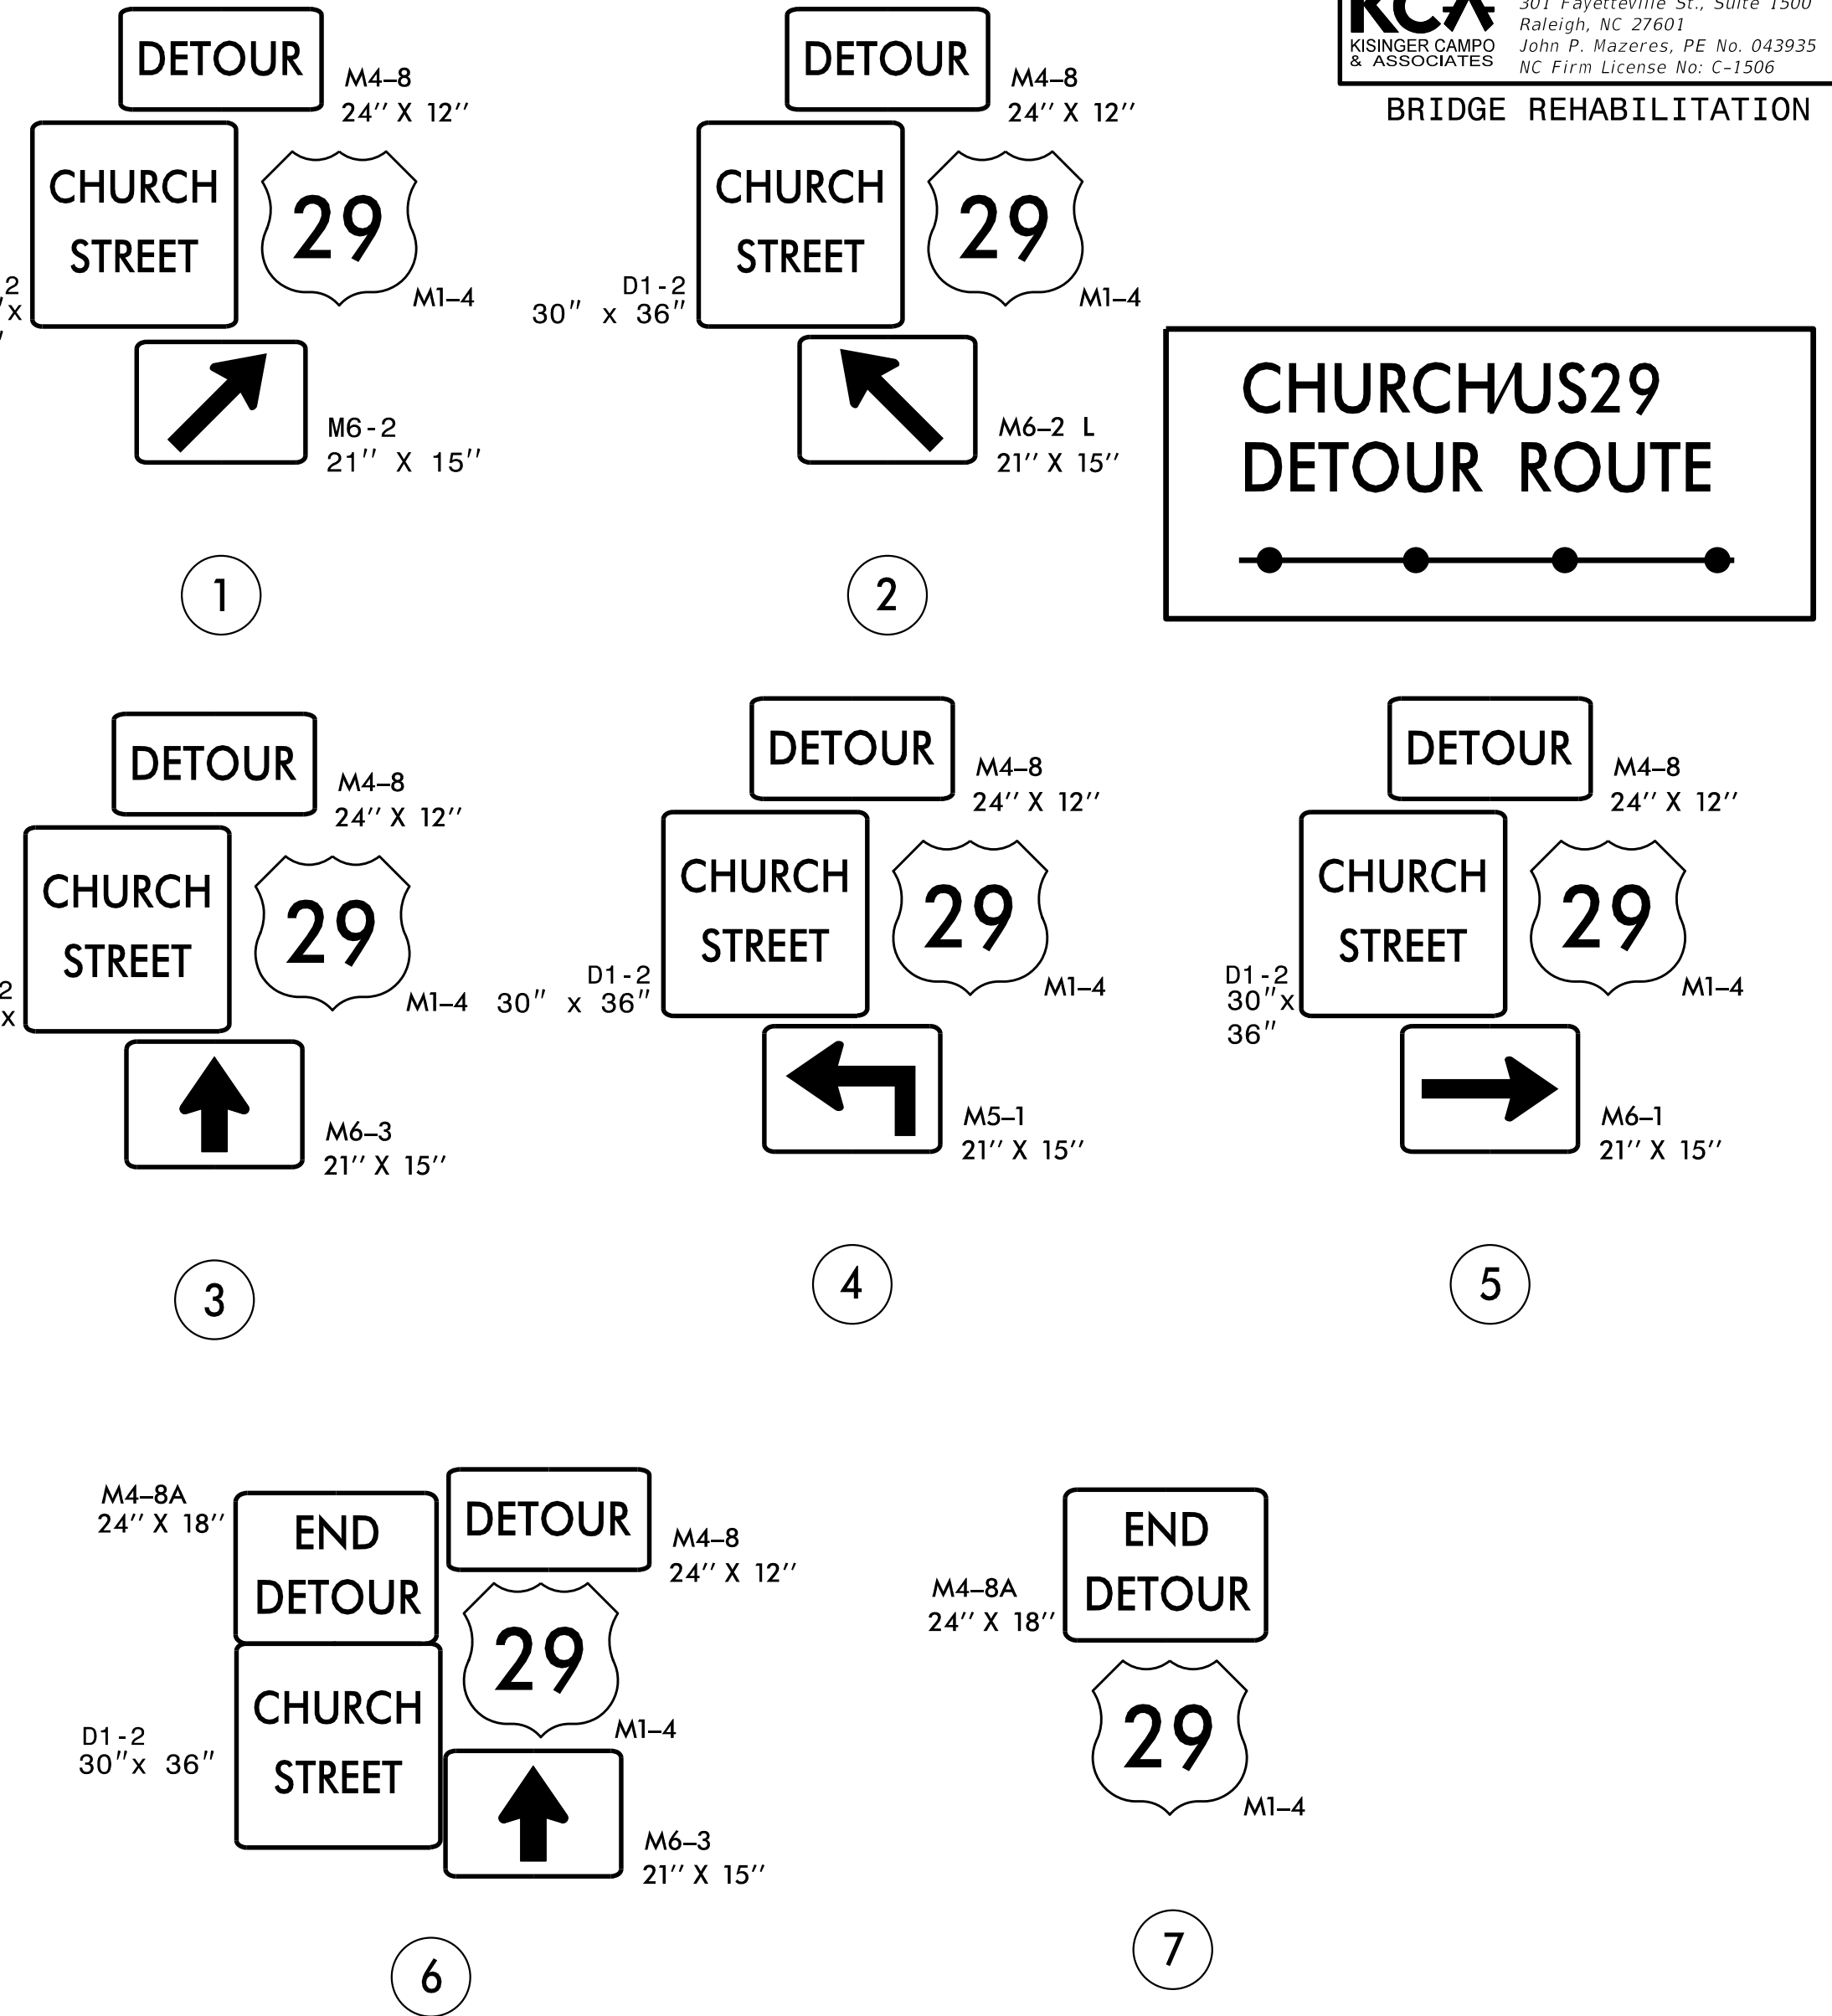 KCA
KISINGER CAMPO
& ASSOCIATES
301 Fayetteville St., Suite 1500
Raleigh, NC 27601
John P. Mazeres, PE No. 043935
NC Firm License No: C-1506
BRIDGE REHABILITATION
DETOUR
M4-8
24'' X 12''
CHURCH
STREET
29
M1-4
2
x
M6-2
21'' X 15''
1
DETOUR
M4-8
24'' X 12''
CHURCH
STREET
29
M1-4
D1-2
30" x 36"
M6-2 L
21'' X 15''
2
CHURCH/US29
DETOUR ROUTE
DETOUR
M4-8
24'' X 12''
CHURCH
STREET
29
M1-4
2
x
M6-3
21'' X 15''
3
DETOUR
M4-8
24'' X 12''
CHURCH
STREET
29
M1-4
D1-2
30" x 36"
M5-1
21'' X 15''
4
DETOUR
M4-8
24'' X 12''
CHURCH
STREET
29
M1-4
D1-2
30"x
36"
M6-1
21'' X 15''
5
M4-8A
24'' X 18''
END
DETOUR
DETOUR
M4-8
24'' X 12''
29
M1-4
CHURCH
STREET
D1-2
30"x 36"
M6-3
21'' X 15''
6
END
DETOUR
M4-8A
24'' X 18''
29
M1-4
7